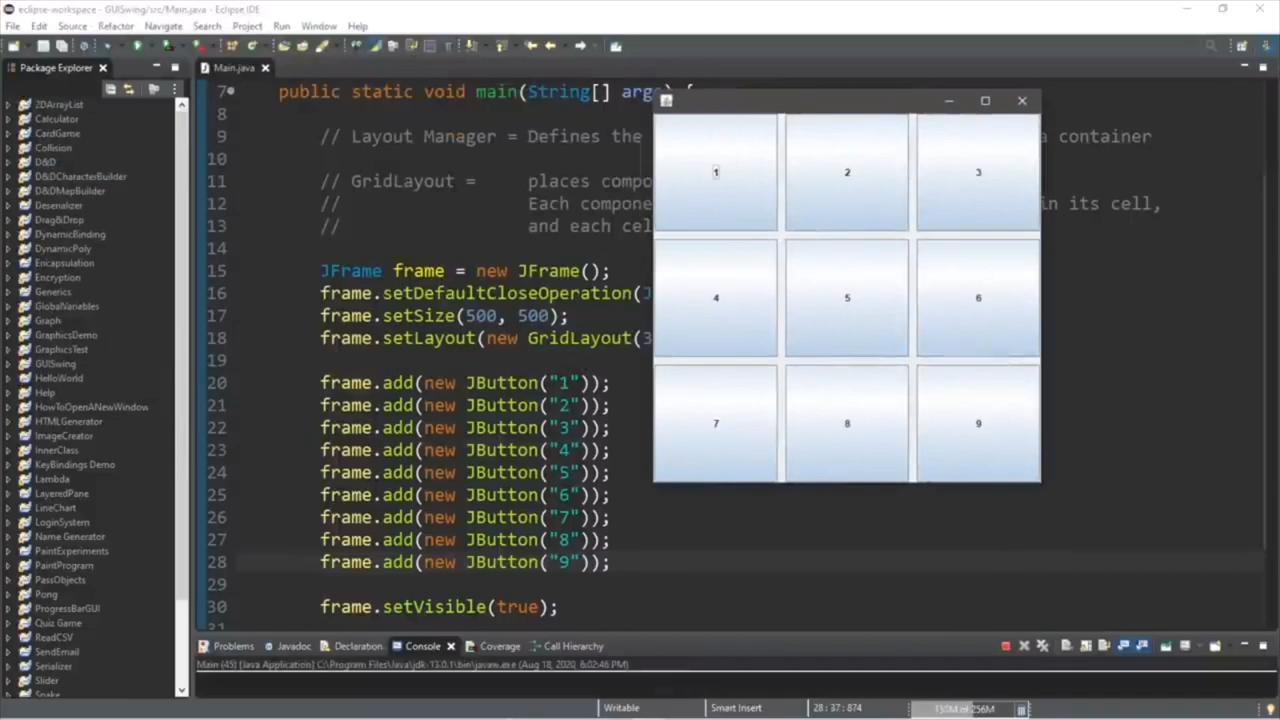 eclipse-workspace - GUISwing/src/Main.java - Eclipse IDE
File Edit Source Refactor Navigate Search Project Run Window Help
Package Explorer
Main.java
2DArrayList
Calculator
CardGame
Collision
D&D
D&DCharacterBuilder
D&DMapBuilder
Deserializer
Drag&Drop
DynamicBinding
DynamicPoly
Encapsulation
Encryption
Generics
GlobalVariables
Graph
GraphicsDemo
GraphicsTest
GUISwing
HelloWorld
Help
HowToOpenANewWindow
HTMLGenerator
ImageCreator
InnerClass
KeyBindings Demo
Lambda
LayeredPane
LineChart
LoginSystem
Name Generator
PaintExperiments
PaintProgram
PassObjects
Pong
ProgressBarGUI
Quiz Game
ReadCSV
SendEmail
Serializer
Slider
Snake
7 public static void main(String[] args) {
8
9 // Layout Manager = Defines the a container
10
11 // GridLayout = places compo
12 // Each compone in its cell,
13 // and each cel
14
15 JFrame frame = new JFrame();
16 frame.setDefaultCloseOperation(J
17 frame.setSize(500, 500);
18 frame.setLayout(new GridLayout(3
19
20 frame.add(new JButton("1"));
21 frame.add(new JButton("2"));
22 frame.add(new JButton("3"));
23 frame.add(new JButton("4"));
24 frame.add(new JButton("5"));
25 frame.add(new JButton("6"));
26 frame.add(new JButton("7"));
27 frame.add(new JButton("8"));
28 frame.add(new JButton("9"));
29
30 frame.setVisible(true);
31
1 2 3
4 5 6
7 8 9
Problems Javadoc Declaration Console Coverage Call Hierarchy
Main (45) [Java Application] C:\Program Files\Java\jdk-13.0.1\bin\javaw.exe (Aug 18, 2020, 6:02:46 PM)
Writable Smart Insert 28 : 37 : 874 130M of 256M